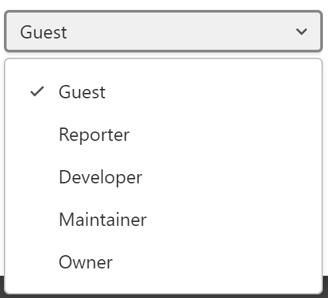 Guest
Guest
Reporter
Developer
Maintainer
Owner